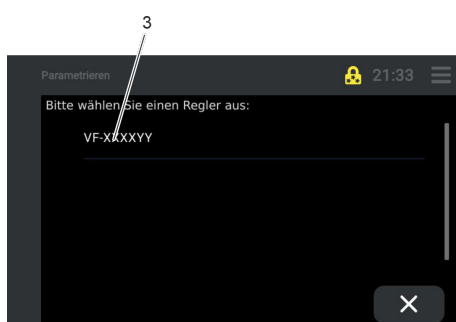 3
Parametrieren 21:33
Bitte wählen Sie einen Regler aus:
VF-XXXXYY